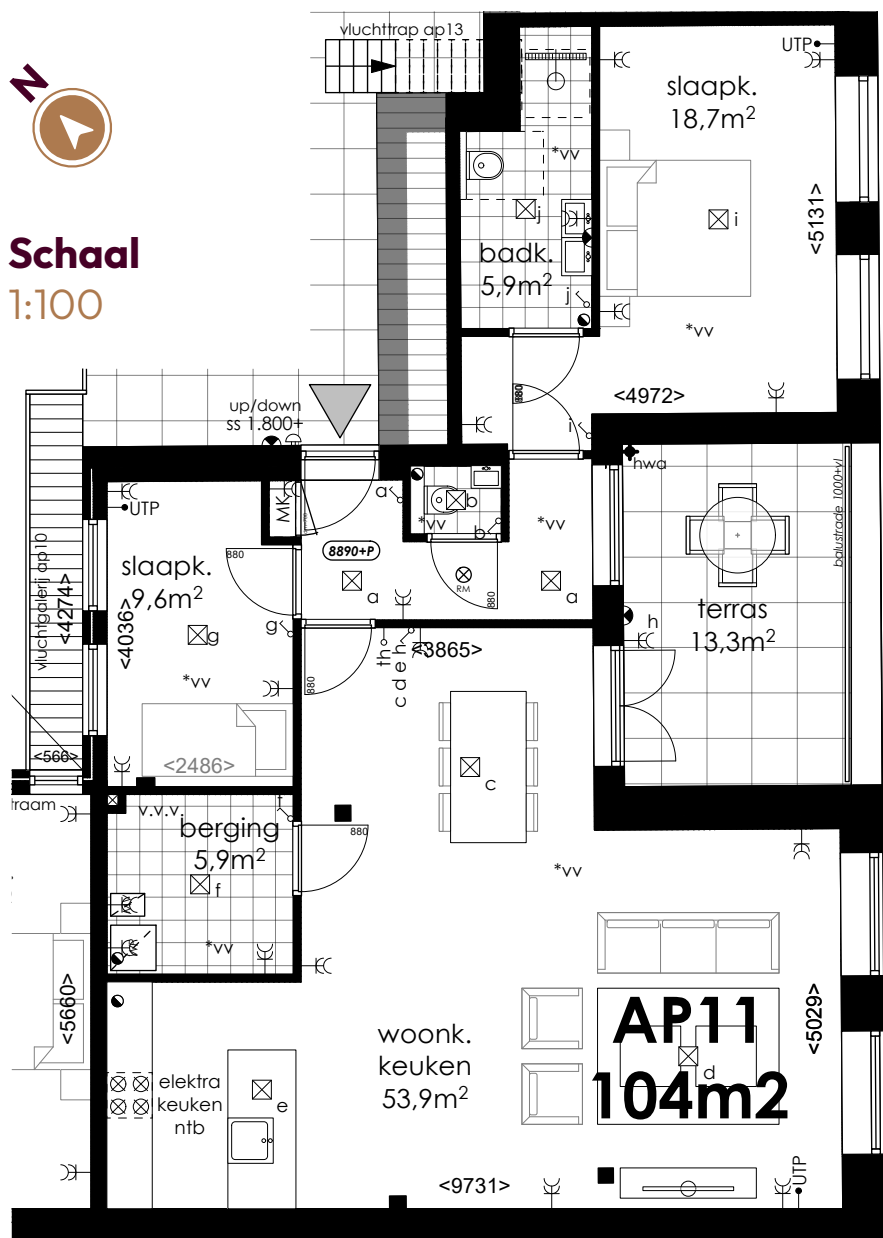 vluchttrap ap13
UTP
N
slaapk.
18,7m²
*vv
<5131>
j
i
Schaal
1:100
badk.
5,9m²
j
*vv
880
<4972>
up/down
ss 1.800+
i
hwa
balustrade 1000+vl
vluchtgalerij ap10
<4274>
UTP
MK
a
b
*vv
b
*vv
8890+P
880
slaapk.
9,6m²
<4036>
a
RM
880
a
terras
13,3m²
h
g
g
th
c d e h
<3865>
*vv
880
<566>
<2486>
c
traam
v.v.v.
f
berging
5,9m²
880
f
*vv
*vv
<5660>
woonk.
keuken
53,9m²
AP11
104m2
d
<5029>
elektra
keuken
ntb
e
<9731>
UTP